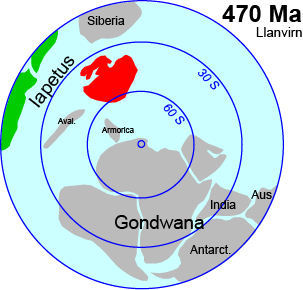 470 Ma
Llanvirn
Siberia
Iapetus
30 S
60 S
Aval.
Armorica
India
Aus
Gondwana
Antarct.